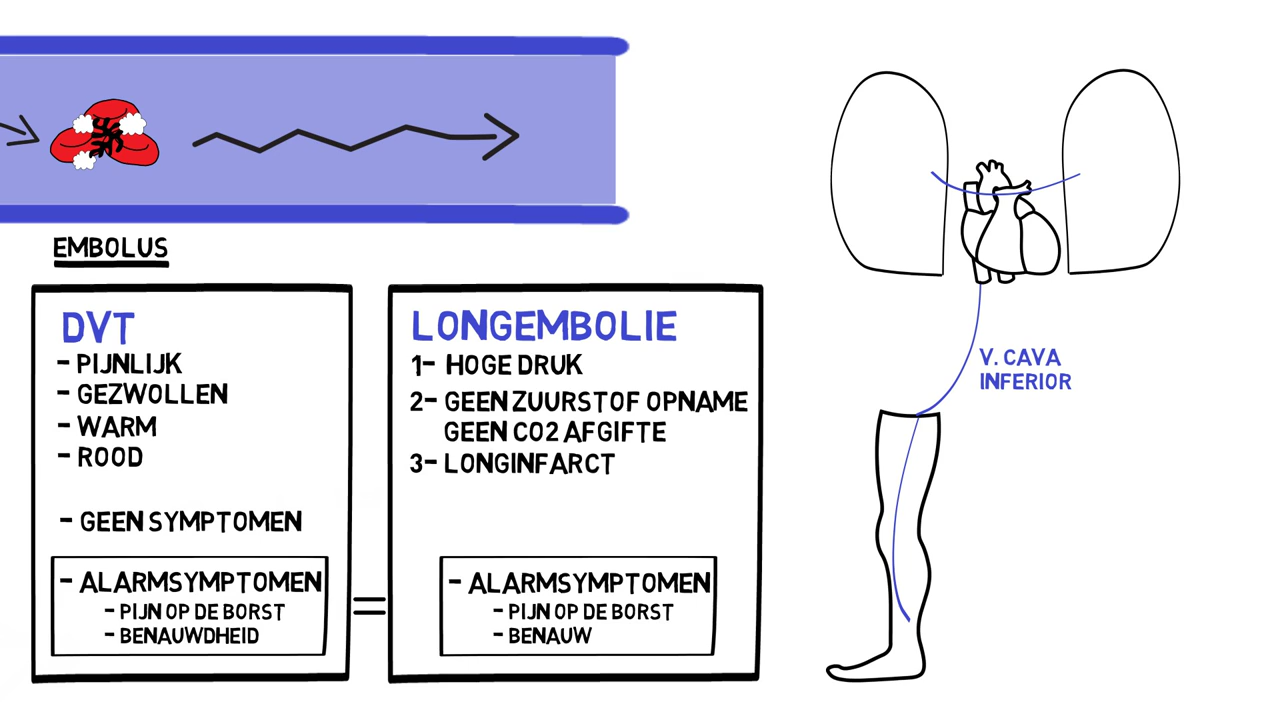 EMBOLUS
DVT
- PIJNLIJK
- GEZWOLLEN
- WARM
- ROOD
- GEEN SYMPTOMEN
- ALARMSYMPTOMEN
- PIJN OP DE BORST
- BENAUWDHEID
=
LONGEMBOLIE
1- HOGE DRUK
2- GEEN ZUURSTOF OPNAME
GEEN CO2 AFGIFTE
3- LONGINFARCT
- ALARMSYMPTOMEN
- PIJN OP DE BORST
- BENAUW
V. CAVA
INFERIOR